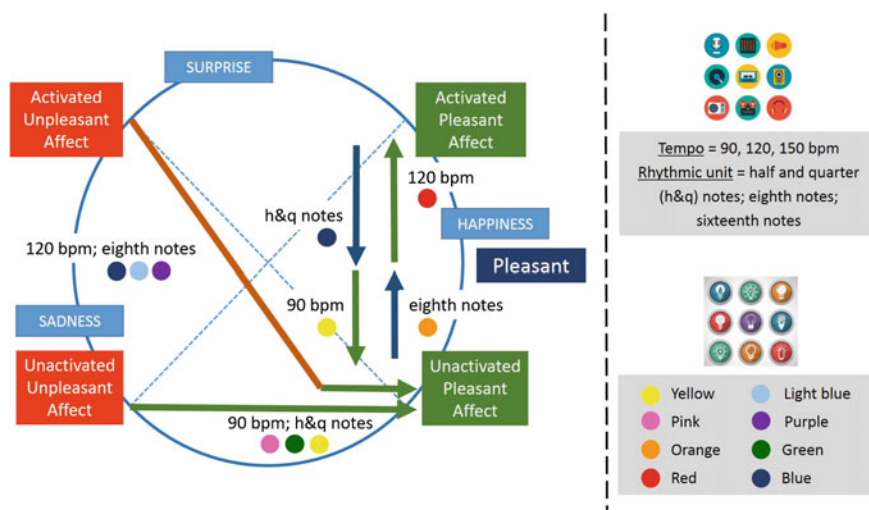 SURPRISE
Activated
Unpleasant
Affect
Activated
Pleasant
Affect
120 bpm
h&q notes
HAPPINESS
Pleasant
120 bpm; eighth notes
90 bpm
eighth notes
SADNESS
Unactivated
Unpleasant
Affect
Unactivated
Pleasant
Affect
90 bpm; h&q notes
Tempo = 90, 120, 150 bpm
Rhythmic unit = half and quarter
(h&q) notes; eighth notes;
sixteenth notes
Yellow
Light blue
Pink
Purple
Orange
Green
Red
Blue